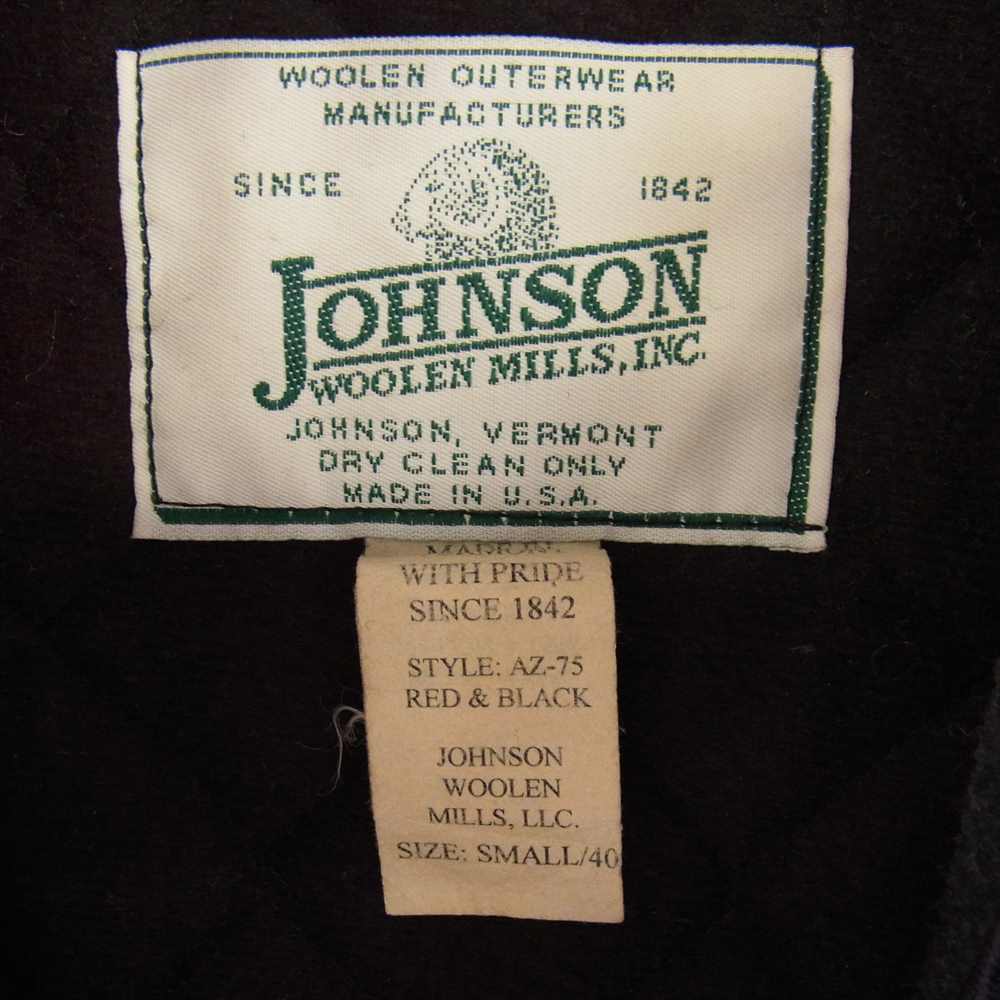 WOOLEN OUTERWEAR
MANUFACTURERS
SINCE 1842
JOHNSON
WOOLEN MILLS, INC.
JOHNSON, VERMONT
DRY CLEAN ONLY
MADE IN U.S.A.
WITH PRIDE
SINCE 1842
STYLE: AZ-75
RED & BLACK
JOHNSON
WOOLEN
MILLS, LLC.
SIZE: SMALL/40